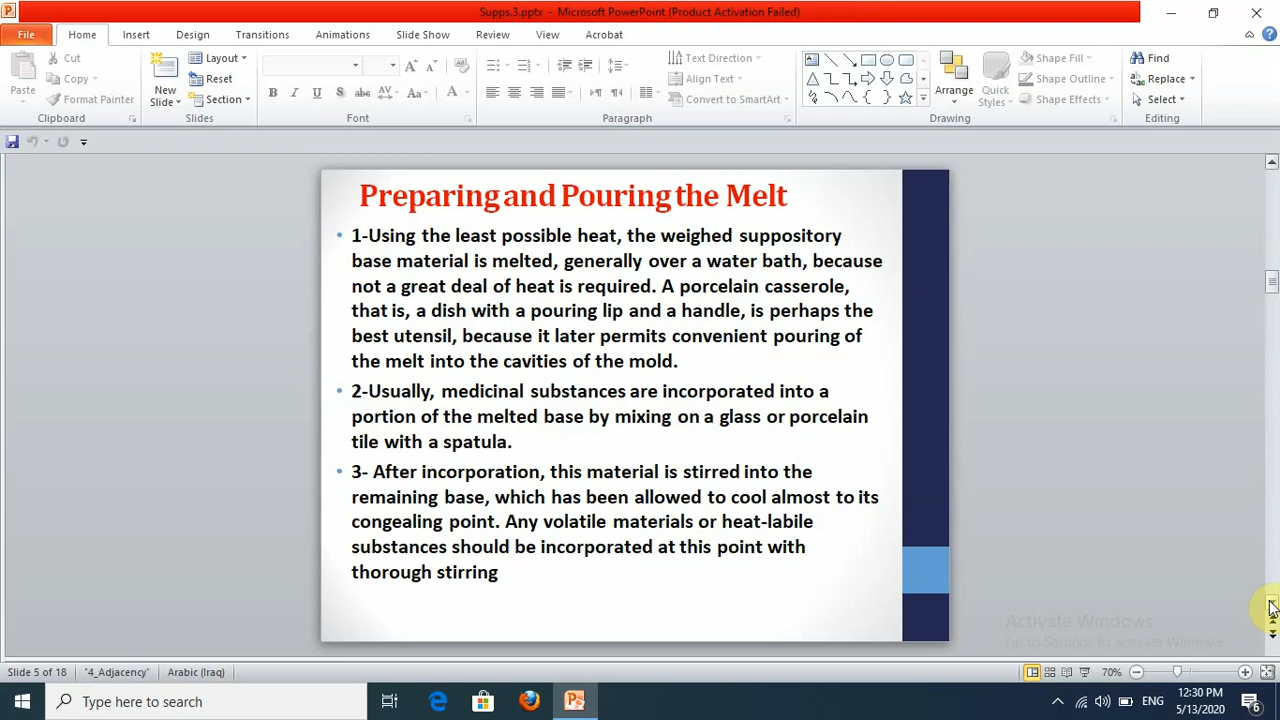 Supps.3.pptx - Microsoft PowerPoint (Product Activation Failed)
File Home Insert Design Transitions Animations Slide Show Review View Acrobat
Cut Layout Text Direction Shape Fill Find
Copy Reset Align Text Shape Outline Replace
Paste Format Painter New Slide Section Convert to SmartArt Arrange Quick Styles Shape Effects Select
Clipboard Slides Font Paragraph Drawing Editing
Preparing and Pouring the Melt
• 1-Using the least possible heat, the weighed suppository
base material is melted, generally over a water bath, because
not a great deal of heat is required. A porcelain casserole,
that is, a dish with a pouring lip and a handle, is perhaps the
best utensil, because it later permits convenient pouring of
the melt into the cavities of the mold.
• 2-Usually, medicinal substances are incorporated into a
portion of the melted base by mixing on a glass or porcelain
tile with a spatula.
• 3- After incorporation, this material is stirred into the
remaining base, which has been allowed to cool almost to its
congealing point. Any volatile materials or heat-labile
substances should be incorporated at this point with
thorough stirring
Activate Windows
Go to Settings to Activate Windows.
Slide 5 of 18 "4_Adjacency" Arabic (Iraq) 70%
Type here to search ENG 12:30 PM
5/13/2020 6